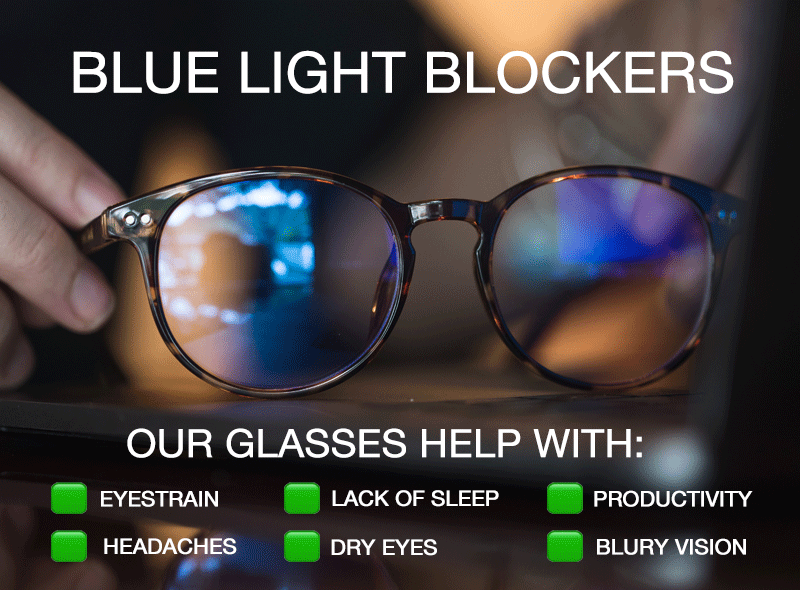 BLUE LIGHT BLOCKERS
OUR GLASSES HELP WITH:
EYESTRAIN LACK OF SLEEP PRODUCTIVITY
HEADACHES DRY EYES BLURY VISION